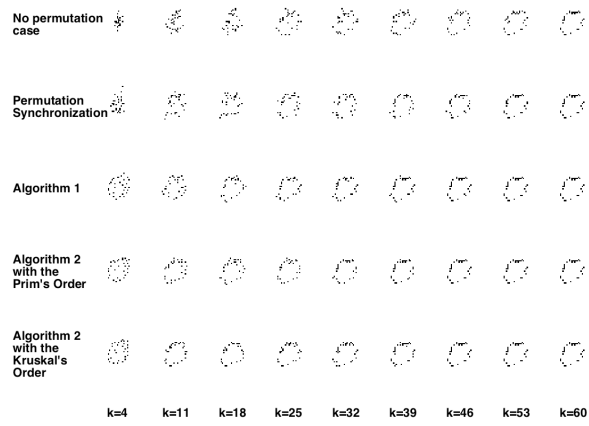 No permutation
case
Permutation
Synchronization
Algorithm 1
Algorithm 2
with the
Prim's Order
Algorithm 2
with the
Kruskal's
Order
k=4 k=11 k=18 k=25 k=32 k=39 k=46 k=53 k=60